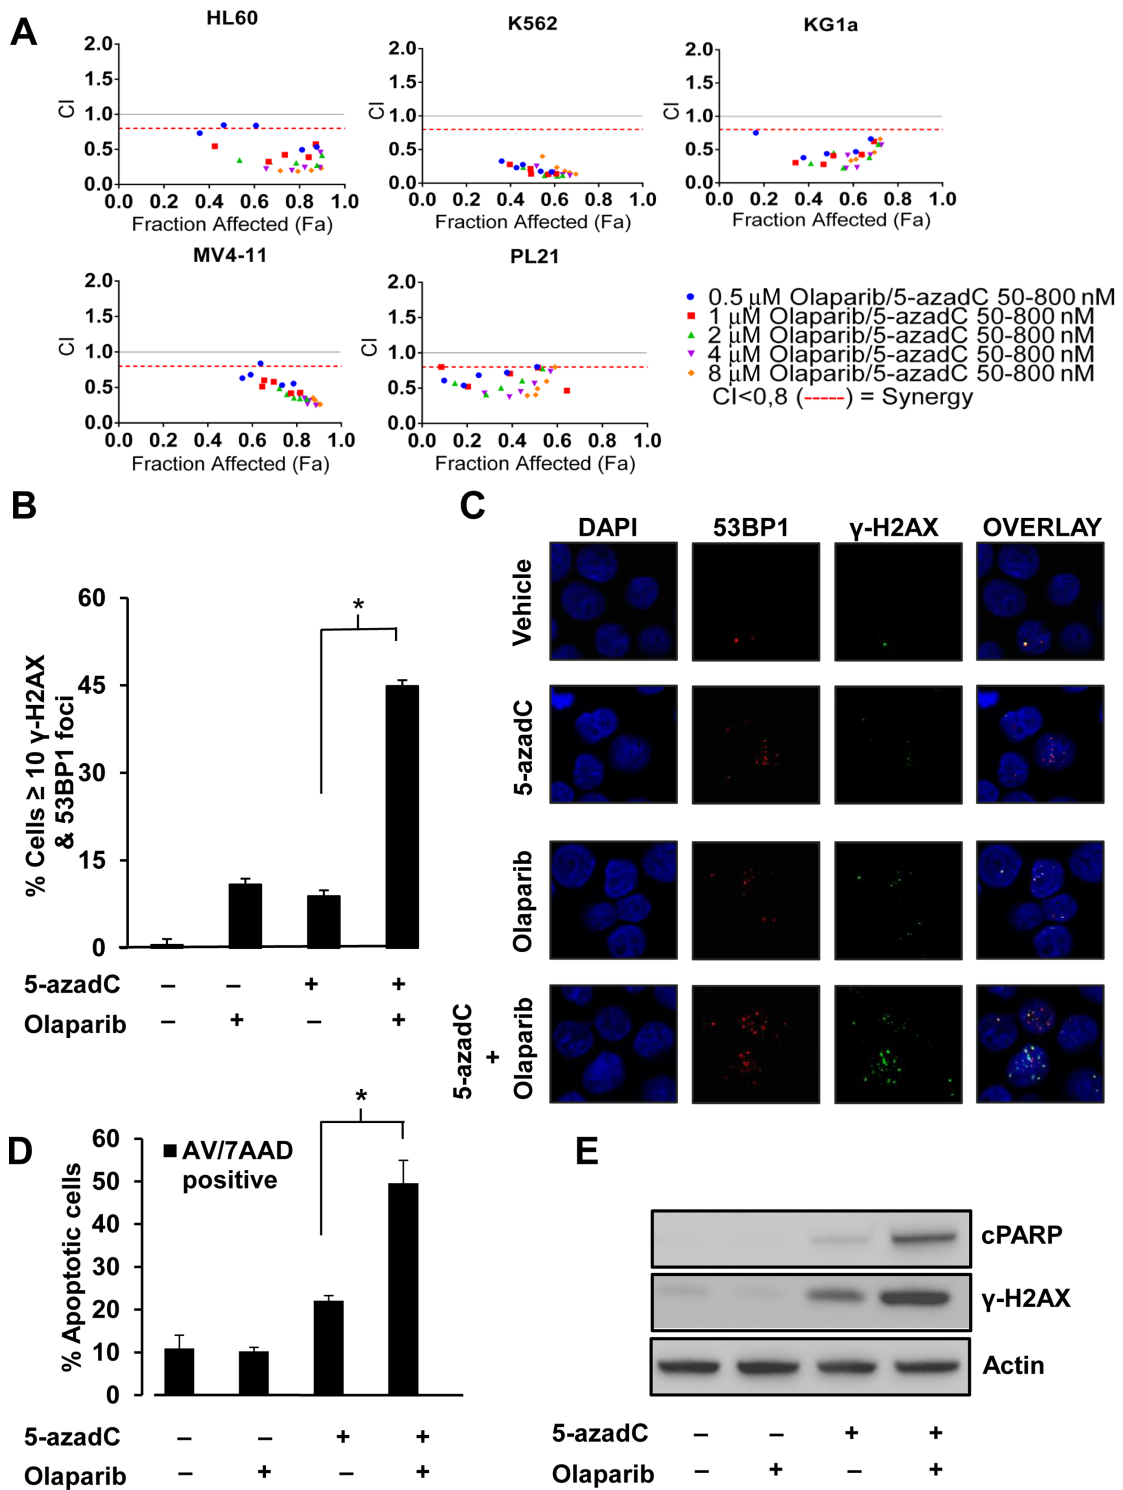 A
HL60
CI
2.0
1.5
1.0
0.5
0.0
0.0 0.2 0.4 0.6 0.8 1.0
Fraction Affected (Fa)
K562
CI
2.0
1.5
1.0
0.5
0.0
0.0 0.2 0.4 0.6 0.8 1.0
Fraction Affected (Fa)
KG1a
CI
2.0
1.5
1.0
0.5
0.0
0.0 0.2 0.4 0.6 0.8 1.0
Fraction Affected (Fa)
MV4-11
CI
2.0
1.5
1.0
0.5
0.0
0.0 0.2 0.4 0.6 0.8 1.0
Fraction Affected (Fa)
PL21
CI
2.0
1.5
1.0
0.5
0.0
0.0 0.2 0.4 0.6 0.8 1.0
Fraction Affected (Fa)
0.5 µM Olaparib/5-azadC 50-800 nM
1 µM Olaparib/5-azadC 50-800 nM
2 µM Olaparib/5-azadC 50-800 nM
4 µM Olaparib/5-azadC 50-800 nM
8 µM Olaparib/5-azadC 50-800 nM
CI<0,8 (-----) = Synergy
B
% Cells ≥ 10 γ-H2AX
& 53BP1 foci
60
45
30
15
0
*
5-azadC – – + +
Olaparib – + – +
C
DAPI 53BP1 γ-H2AX OVERLAY
Vehicle
5-azadC
Olaparib
5-azadC
+
Olaparib
D
% Apoptotic cells
60
50
40
30
20
10
0
AV/7AAD
positive
*
5-azadC – – + +
Olaparib – + – +
E
cPARP
γ-H2AX
Actin
5-azadC – – + +
Olaparib – + – +